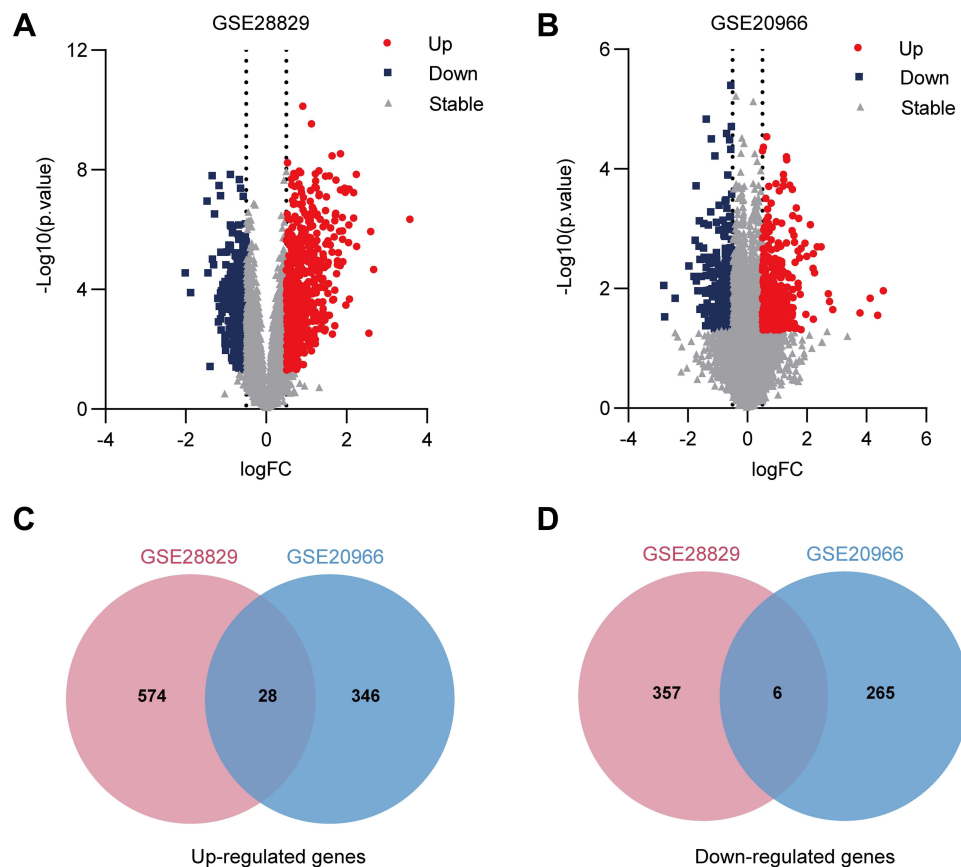 A
GSE28829
12
8
4
0
-4
-2
0
2
4
-Log10(p.value)
logFC
Up
Down
Stable
B
GSE20966
6
4
2
0
-4
-2
0
2
4
6
-Log10(p.value)
logFC
Up
Down
Stable
C
GSE28829
GSE20966
574
28
346
Up-regulated genes
D
GSE28829
GSE20966
357
6
265
Down-regulated genes